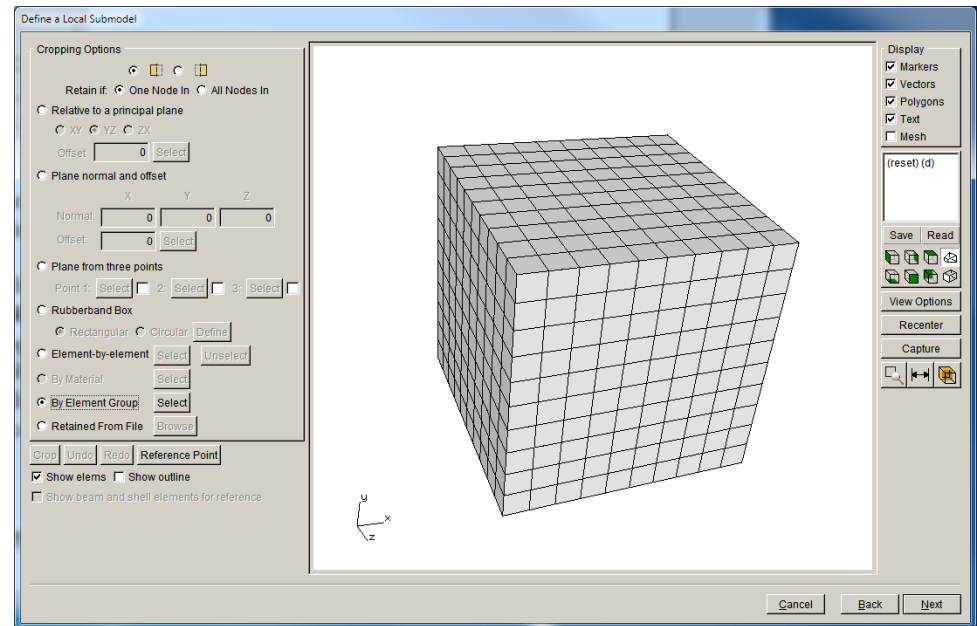 Define a Local Submodel
Cropping Options
Retain if: One Node In All Nodes In
Relative to a principal plane
XY YZ ZX
Offset 0 Select
Plane normal and offset
X Y Z
Normal: 0 0 0
Offset: 0 Select
Plane from three points
Point 1: Select 2: Select 3: Select
Rubberband Box
Rectangular Circular Define
Element-by-element Select Unselect
By Material Select
By Element Group Select
Retained From File Browse
Crop Undo Redo Reference Point
Show elems Show outline
Show beam and shell elements for reference
y
x
z
Display
Markers
Vectors
Polygons
Text
Mesh
(reset) (d)
Save Read
View Options
Recenter
Capture
Cancel Back Next